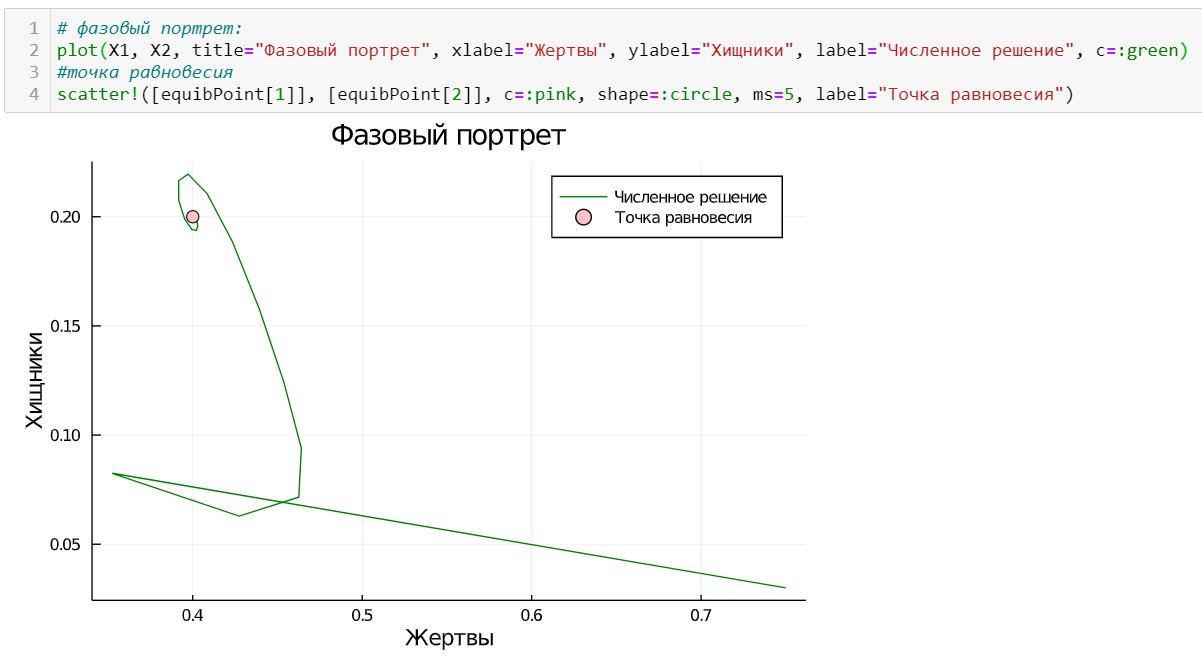 1 # фазовый портрет:
2 plot(X1, X2, title="Фазовый портрет", xlabel="Жертвы", ylabel="Хищники", label="Численное решение", c=:green)
3 #точка равновесия
4 scatter!([equibPoint[1]], [equibPoint[2]], c=:pink, shape=:circle, ms=5, label="Точка равновесия")
Фазовый портрет
Численное решение
Точка равновесия
0.20
0.15
0.10
0.05
Хищники
0.4 0.5 0.6 0.7
Жертвы